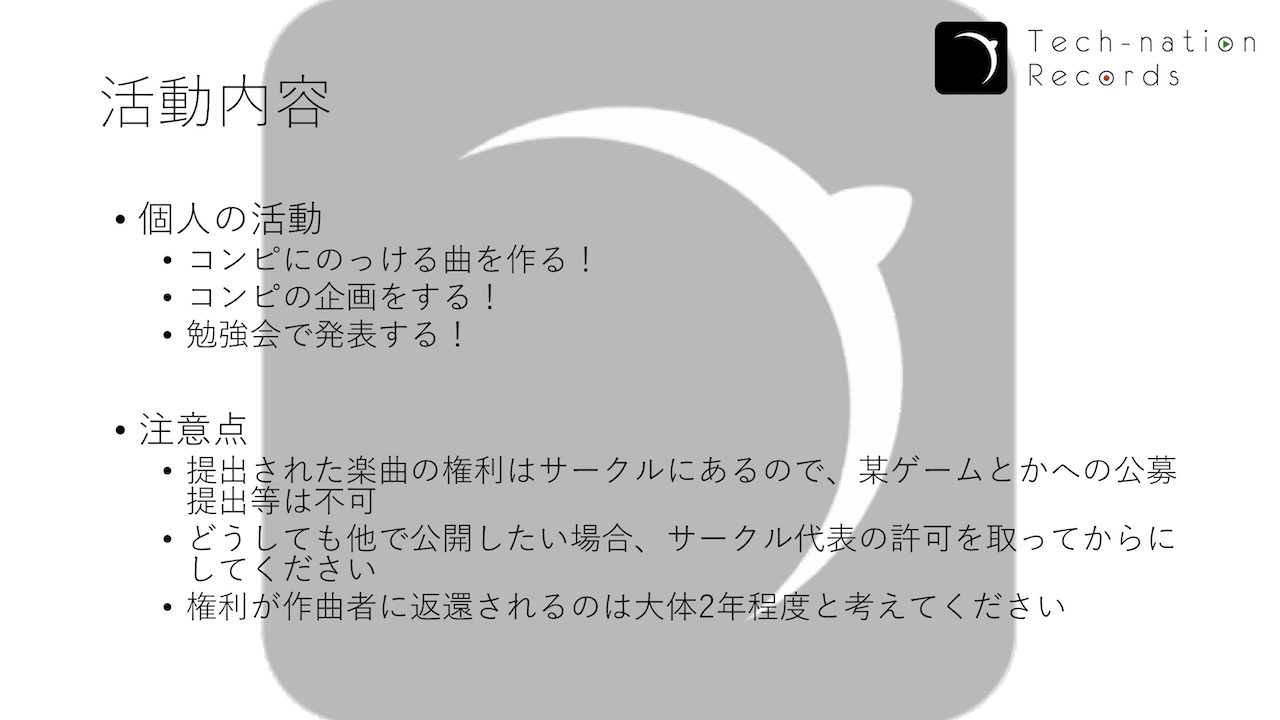 Tech-nation
Records
活動内容
• 個人の活動
• コンピにのっける曲を作る！
• コンピの企画をする！
• 勉強会で発表する！
• 注意点
• 提出された楽曲の権利はサークルにあるので、某ゲームとかへの公募
提出等は不可
• どうしても他で公開したい場合、サークル代表の許可を取ってからに
してください
• 権利が作曲者に返還されるのは大体2年程度と考えてください